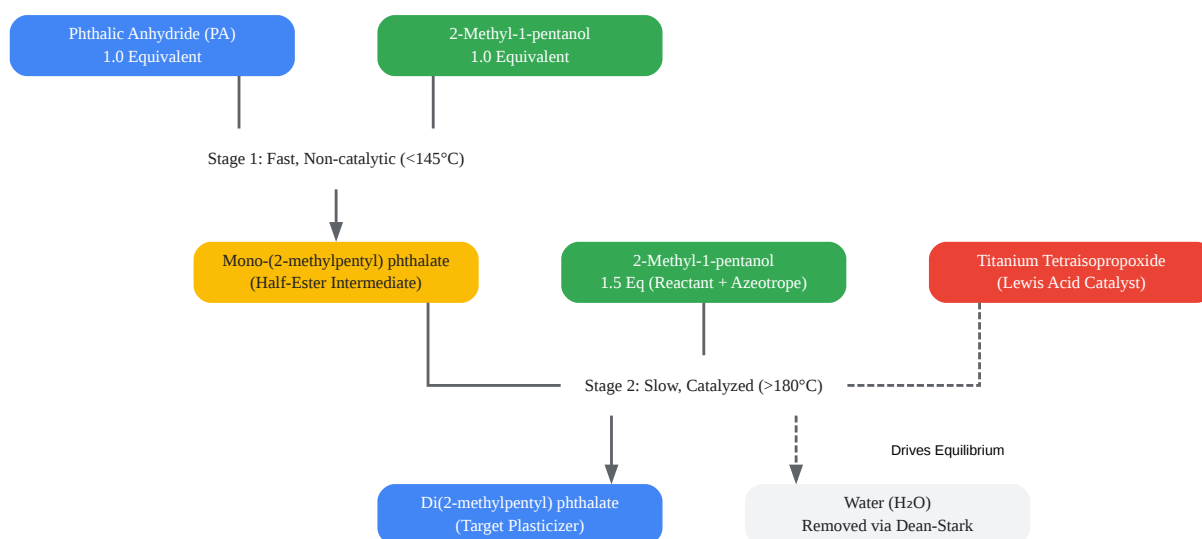 Phthalic Anhydride (PA)
1.0 Equivalent
2-Methyl-1-pentanol
1.0 Equivalent
Stage 1: Fast, Non-catalytic (<145°C)
Mono-(2-methylpentyl) phthalate
(Half-Ester Intermediate)
2-Methyl-1-pentanol
1.5 Eq (Reactant + Azeotrope)
Titanium Tetraisopropoxide
(Lewis Acid Catalyst)
Stage 2: Slow, Catalyzed (>180°C)
Drives Equilibrium
Di(2-methylpentyl) phthalate
(Target Plasticizer)
Water (H₂O)
Removed via Dean-Stark